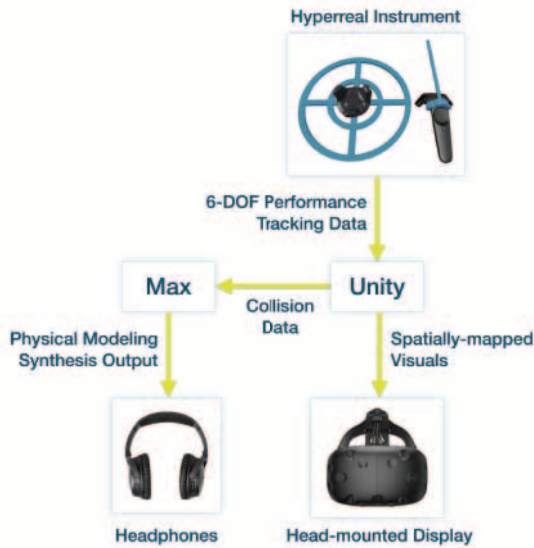 Hyperreal Instrument
6-DOF Performance
Tracking Data
Max
Unity
Collision
Data
Physical Modeling
Synthesis Output
Spatially-mapped
Visuals
Headphones
Head-mounted Display